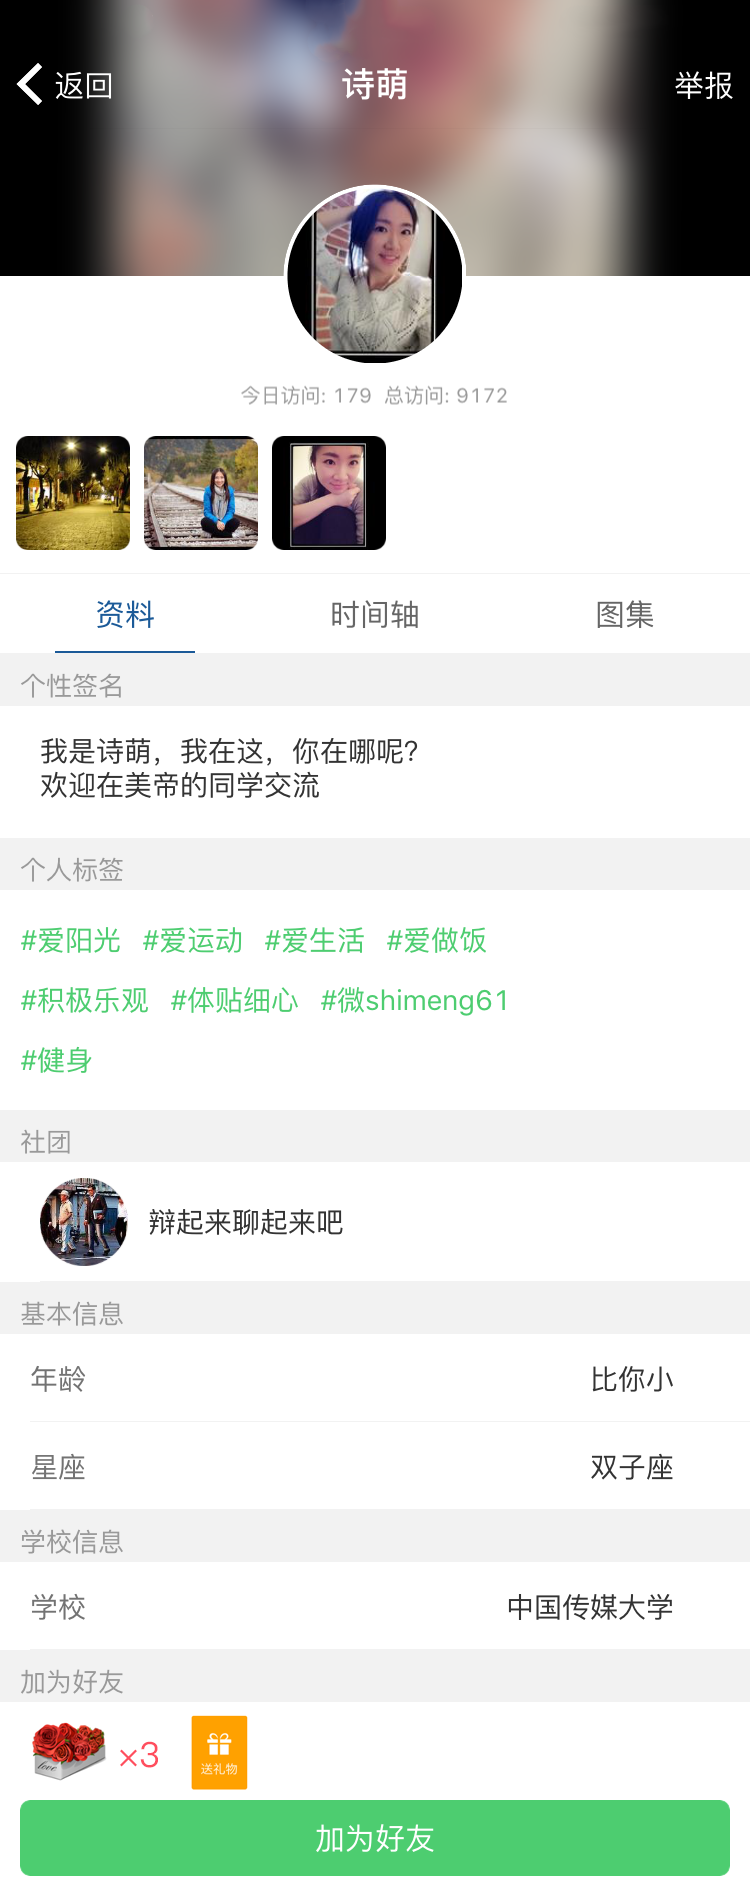 返回
诗萌
举报
今日访问: 179 总访问: 9172
资料
时间轴
图集
个性签名
我是诗萌，我在这，你在哪呢?
欢迎在美帝的同学交流
个人标签
#爱阳光 #爱运动 #爱生活 #爱做饭
#积极乐观 #体贴细心 #微shimeng61
#健身
社团
辩起来聊起来吧
基本信息
年龄 比你小
星座 双子座
学校信息
学校 中国传媒大学
加为好友
love
×3
送礼物
加为好友